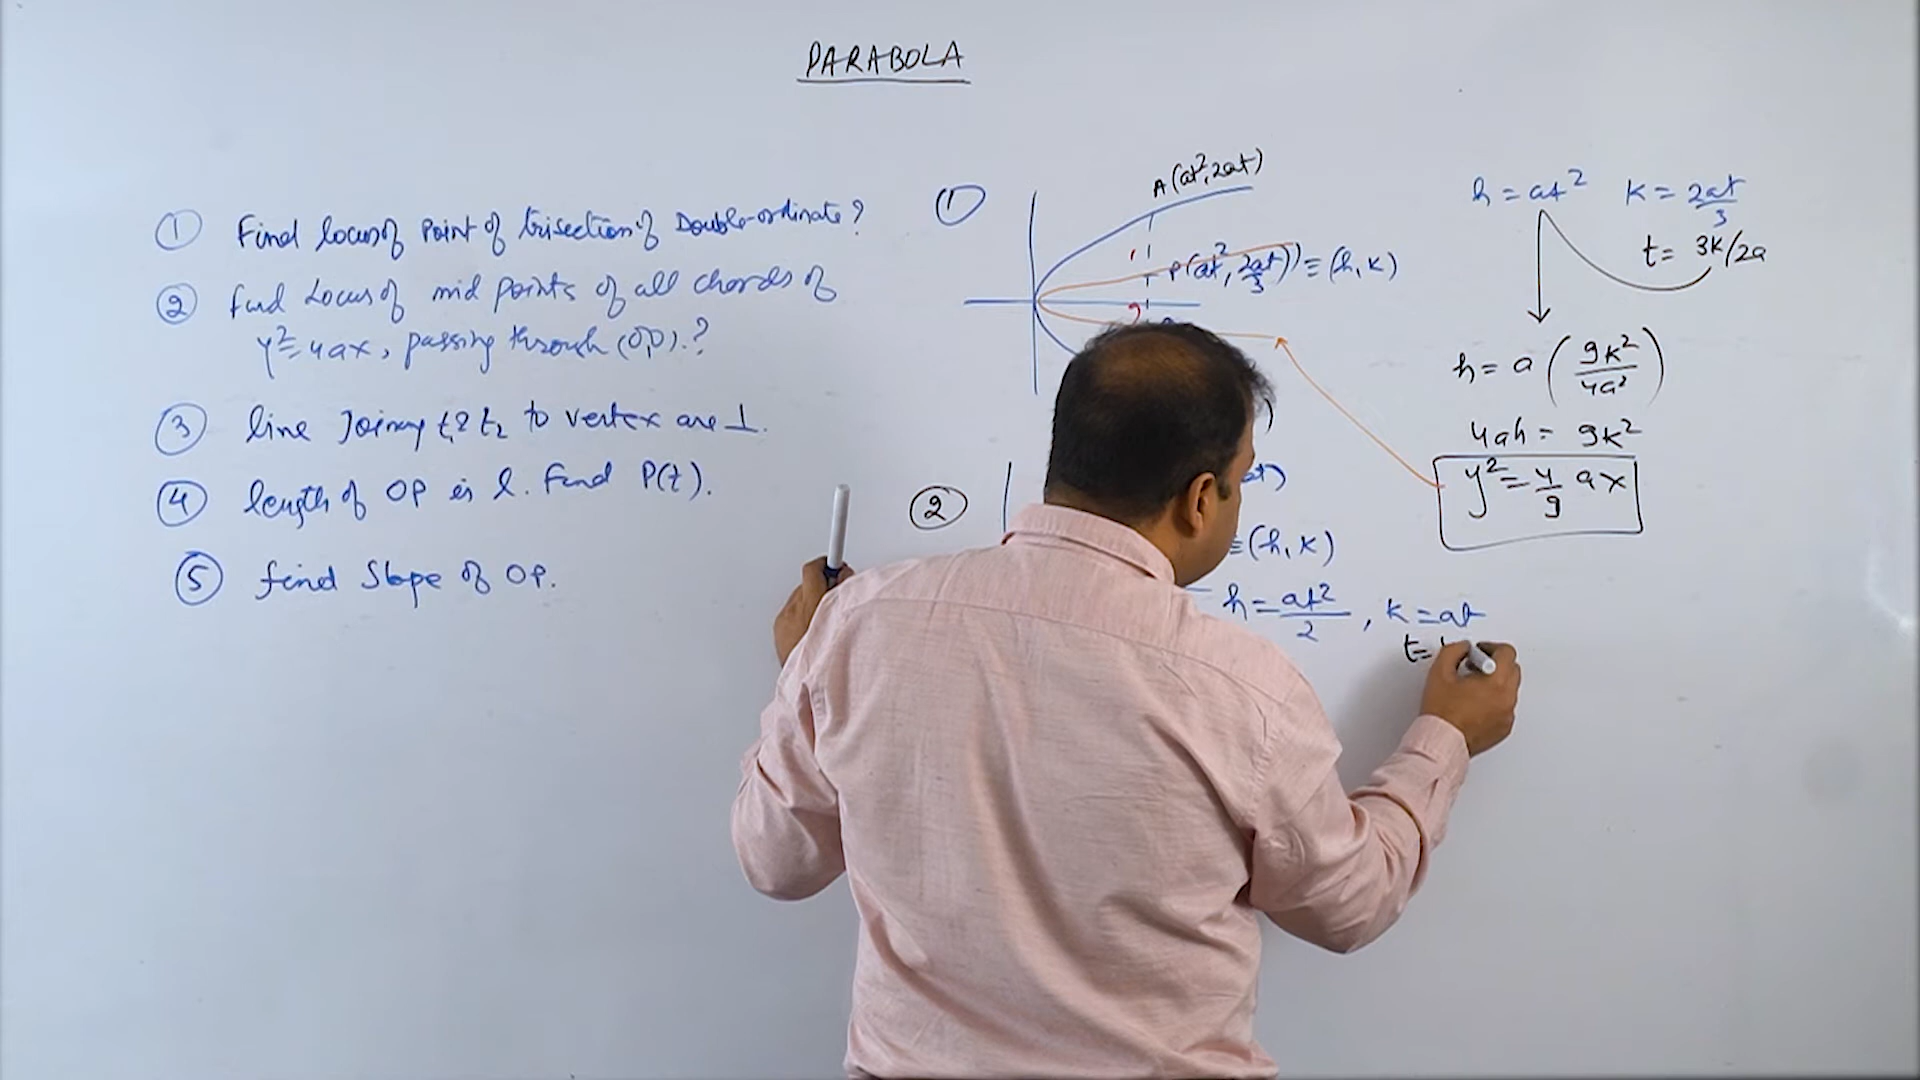 PARABOLA
① Find locus of Point of trisection of Double-ordinate?
② Find Locus of mid points of all chords of
y² = 4ax, passing through (0,0).?
③ line Joining t₁ & t₂ to vertex are ⊥.
④ length of OP is l. Find P(t).
⑤ find Slope of OP.
①
A(at², 2at)
P(at², 2at/3) ≡ (h, k)
h = at² k = 2at/3
t = 3k/2a
h = a (9k²/4a²)
4ah = 9k²
y² = 4/9 ax
②
at)
≡(h, k)
h = at²/2, k = at
t =